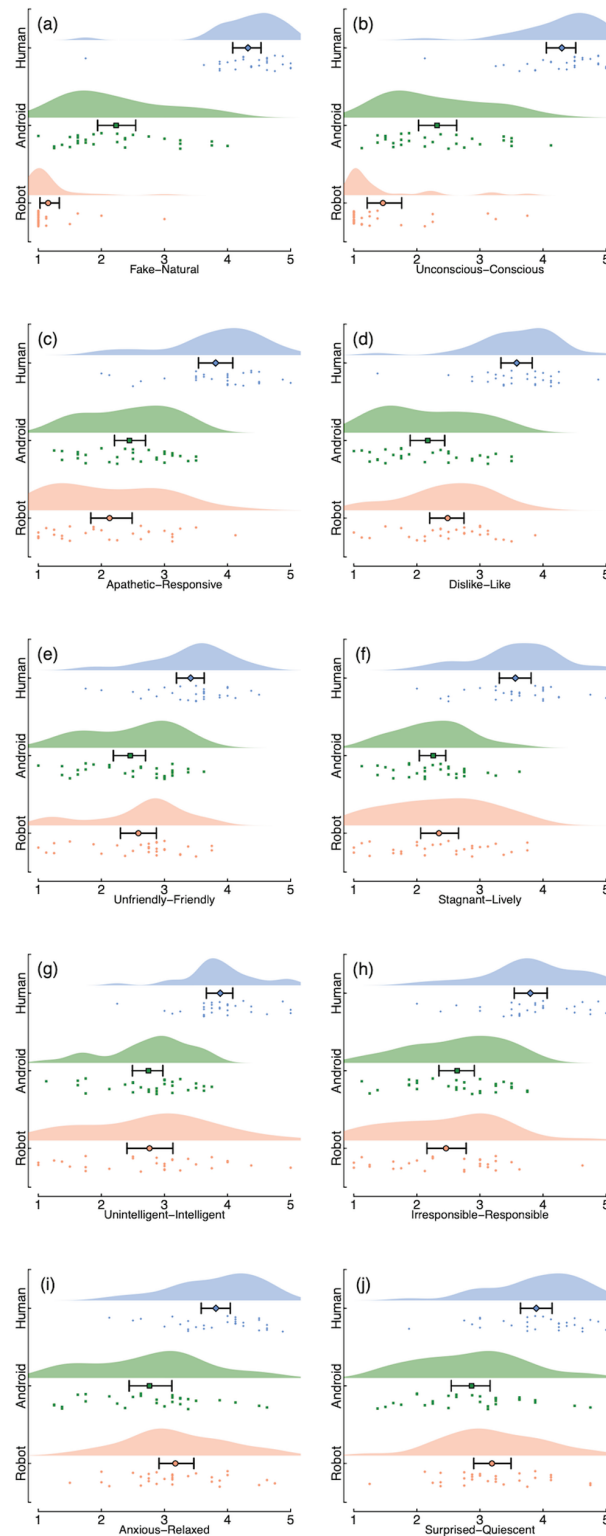 (a)
Human
Android
Robot
1 2 3 4 5
Fake−Natural
(b)
Human
Android
Robot
1 2 3 4 5
Unconscious−Conscious
(c)
Human
Android
Robot
1 2 3 4 5
Apathetic−Responsive
(d)
Human
Android
Robot
1 2 3 4 5
Dislike−Like
(e)
Human
Android
Robot
1 2 3 4 5
Unfriendly−Friendly
(f)
Human
Android
Robot
1 2 3 4 5
Stagnant−Lively
(g)
Human
Android
Robot
1 2 3 4 5
Unintelligent−Intelligent
(h)
Human
Android
Robot
1 2 3 4 5
Irresponsible−Responsible
(i)
Human
Android
Robot
1 2 3 4 5
Anxious−Relaxed
(j)
Human
Android
Robot
1 2 3 4 5
Surprised−Quiescent